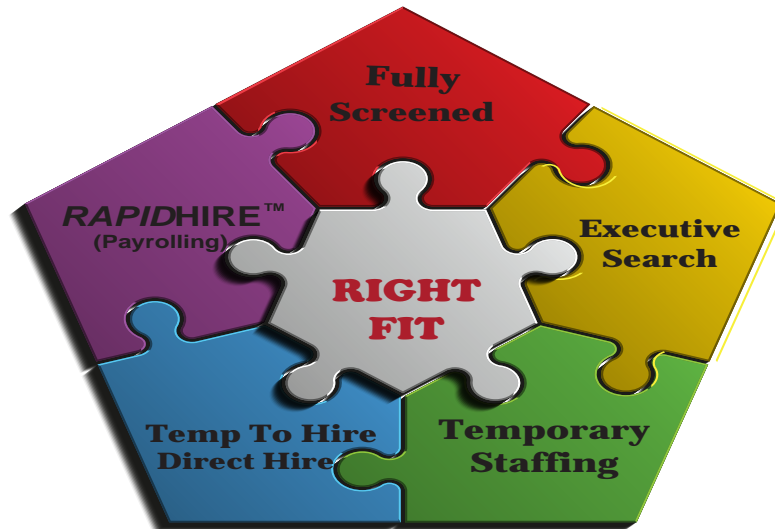 Fully
Screened
RAPIDHIRE™
(Payrolling)
Executive
Search
RIGHT
FIT
Temp To Hire
Direct Hire
Temporary
Staffing